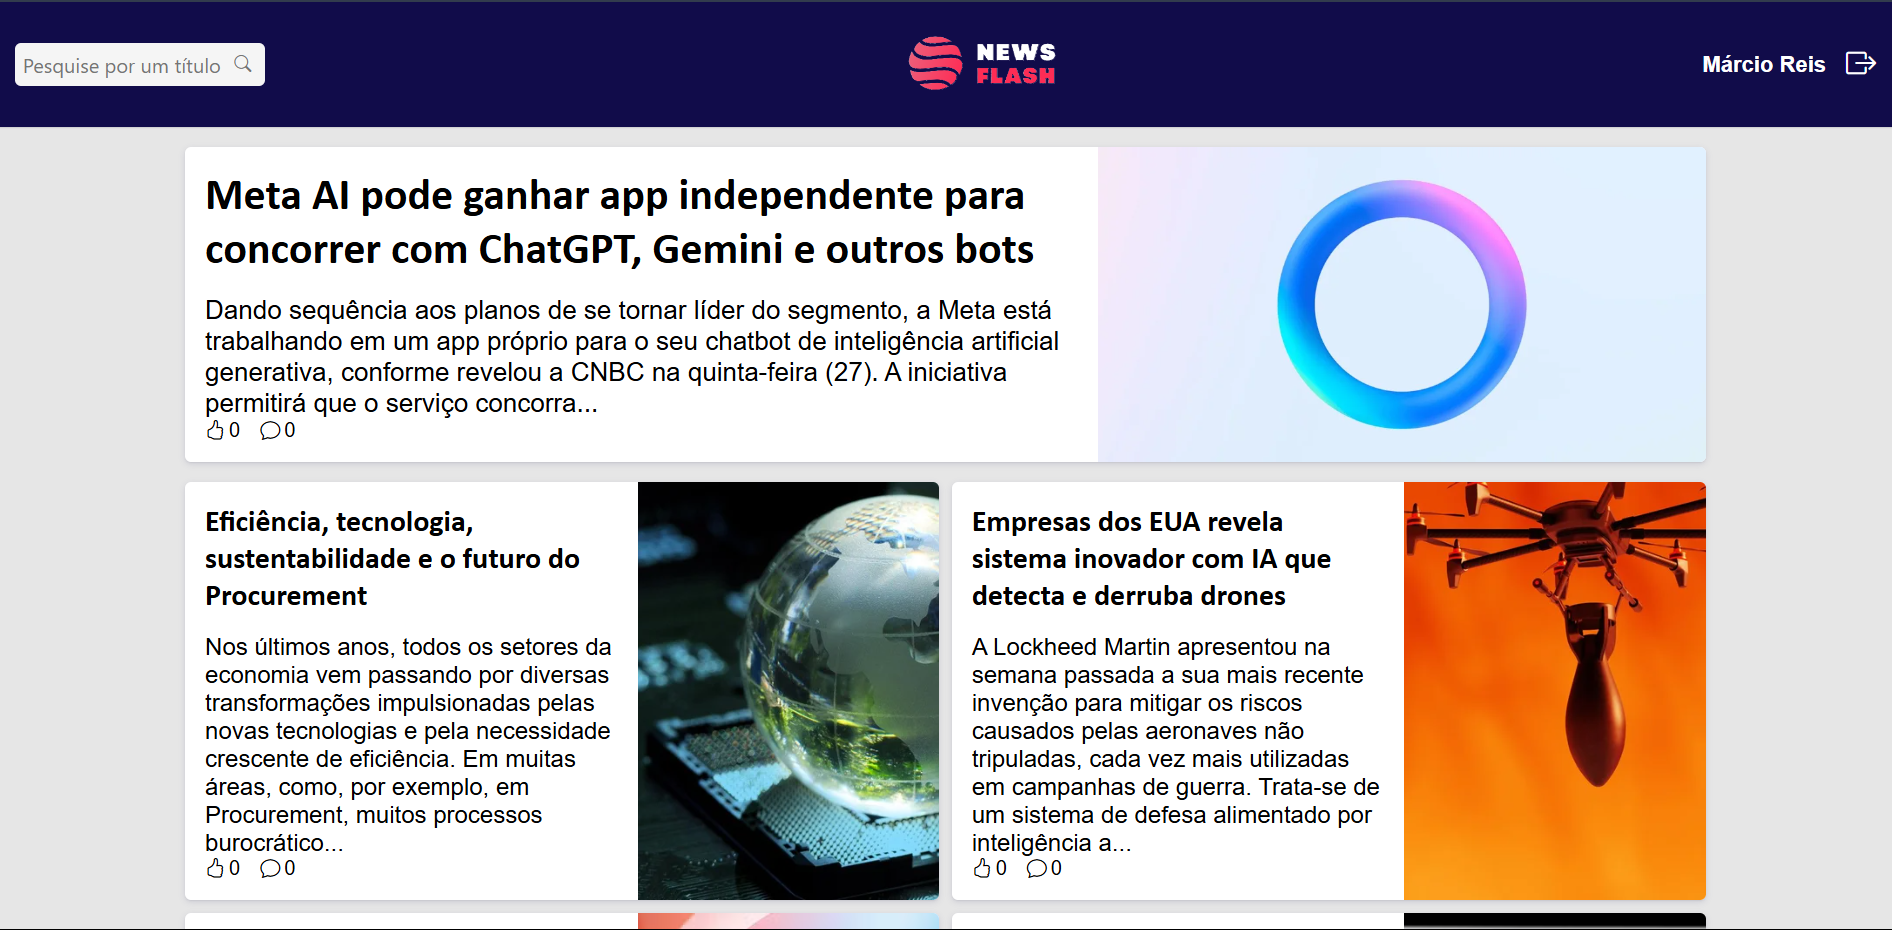 Pesquise por um título
NEWS
FLASH
Márcio Reis
Meta AI pode ganhar app independente para
concorrer com ChatGPT, Gemini e outros bots
Dando sequência aos planos de se tornar líder do segmento, a Meta está
trabalhando em um app próprio para o seu chatbot de inteligência artificial
generativa, conforme revelou a CNBC na quinta-feira (27). A iniciativa
permitirá que o serviço concorra...
0 0
Eficiência, tecnologia,
sustentabilidade e o futuro do
Procurement
Nos últimos anos, todos os setores da
economia vem passando por diversas
transformações impulsionadas pelas
novas tecnologias e pela necessidade
crescente de eficiência. Em muitas
áreas, como, por exemplo, em
Procurement, muitos processos
burocrático...
0 0
Empresas dos EUA revela
sistema inovador com IA que
detecta e derruba drones
A Lockheed Martin apresentou na
semana passada a sua mais recente
invenção para mitigar os riscos
causados pelas aeronaves não
tripuladas, cada vez mais utilizadas
em campanhas de guerra. Trata-se de
um sistema de defesa alimentado por
inteligência a...
0 0